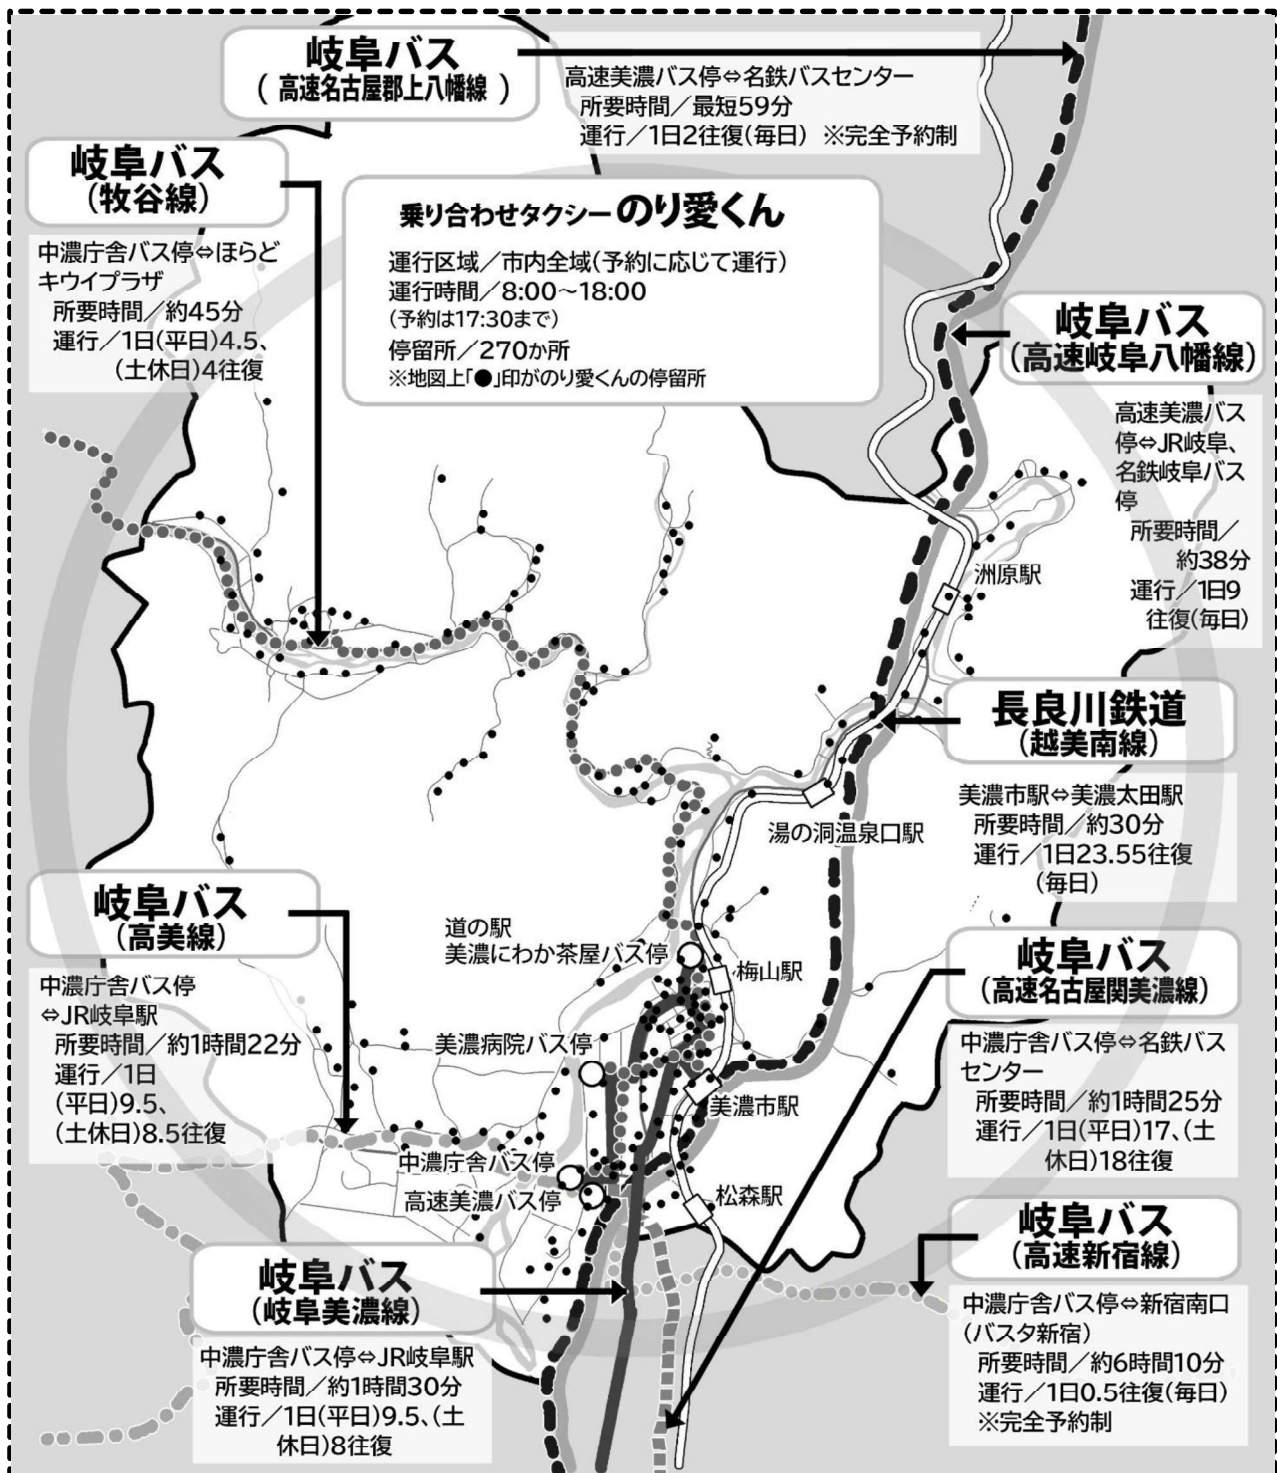 岐阜バス
(高速名古屋郡上八幡線)
高速美濃バス停⇔名鉄バスセンター
所要時間/最短59分
運行/1日2往復(毎日) ※完全予約制
岐阜バス
(牧谷線)
中濃庁舎バス停⇔ほらど
キウイプラザ
所要時間/約45分
運行/1日(平日)4.5、
(土休日)4往復
乗り合わせタクシー のり愛くん
運行区域/市内全域(予約に応じて運行)
運行時間/8:00〜18:00
(予約は17:30まで)
停留所/270か所
※地図上「●」印がのり愛くんの停留所
岐阜バス
(高速岐阜八幡線)
高速美濃バス
停⇔JR岐阜、
名鉄岐阜バス
停
所要時間/
約38分
運行/1日9
往復(毎日)
洲原駅
長良川鉄道
(越美南線)
美濃市駅⇔美濃太田駅
所要時間/約30分
運行/1日23.55往復
(毎日)
湯の洞温泉口駅
岐阜バス
(高美線)
中濃庁舎バス停
⇔JR岐阜駅
所要時間/約1時間22分
運行/1日
(平日)9.5、
(土休日)8.5往復
道の駅
美濃にわか茶屋バス停
梅山駅
美濃病院バス停
美濃市駅
中濃庁舎バス停
高速美濃バス停
松森駅
岐阜バス
(高速名古屋関美濃線)
中濃庁舎バス停⇔名鉄バス
センター
所要時間/約1時間25分
運行/1日(平日)17、(土
休日)18往復
岐阜バス
(岐阜美濃線)
中濃庁舎バス停⇔JR岐阜駅
所要時間/約1時間30分
運行/1日(平日)9.5、(土
休日)8往復
岐阜バス
(高速新宿線)
中濃庁舎バス停⇔新宿南口
(バスタ新宿)
所要時間/約6時間10分
運行/1日0.5往復(毎日)
※完全予約制